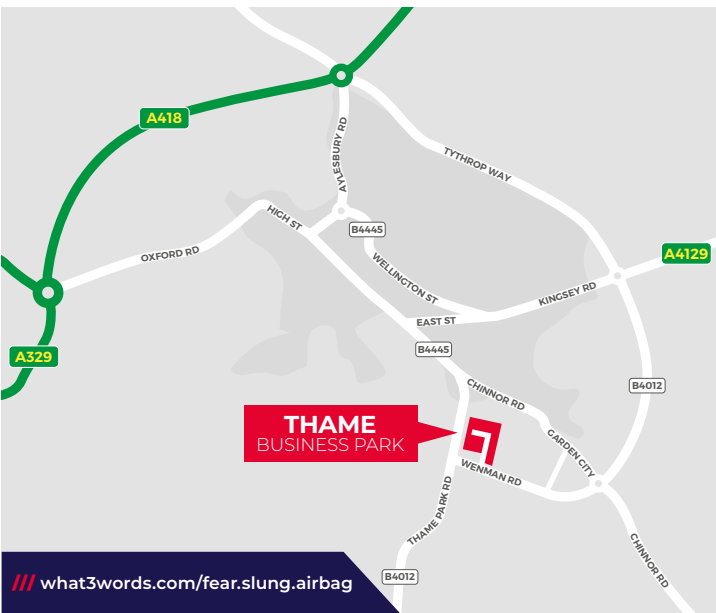 A418
AYLESBURY RD
TYTHROP WAY
HIGH ST
B4445
OXFORD RD
A4129
WELLINGTON ST
KINGSEY RD
EAST ST
A329
B4445
B4012
CHINNOR RD
THAME
BUSINESS PARK
GARDEN CITY
WENMAN RD
THAME PARK RD
CHINNOR RD
B4012
/// what3words.com/fear.slung.airbag